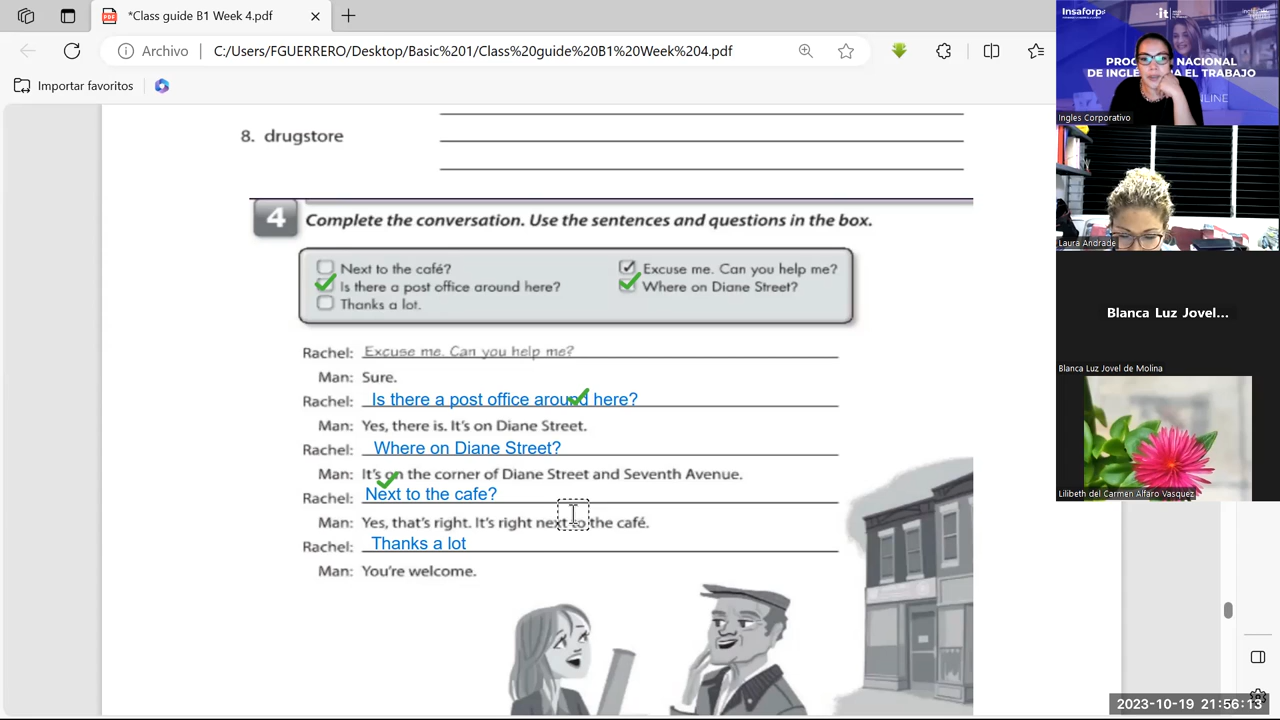 *Class guide B1 Week 4.pdf
Archivo
C:/Users/FGUERRERO/Desktop/Basic%201/Class%20guide%20B1%20Week%204.pdf
Importar favoritos
8. drugstore
4 Complete the conversation. Use the sentences and questions in the box.
Next to the café?
Excuse me. Can you help me?
Is there a post office around here?
Where on Diane Street?
Thanks a lot.
Rachel: Excuse me. Can you help me?
Man: Sure.
Rachel: Is there a post office around here?
Man: Yes, there is. It's on Diane Street.
Rachel: Where on Diane Street?
Man: It's on the corner of Diane Street and Seventh Avenue.
Rachel: Next to the cafe?
Man: Yes, that's right. It's right next to the café.
Rachel: Thanks a lot
Man: You're welcome.
Insaforp
it
NACIONAL
EL TRABAJO
Ingles Corporativo
Laura Andrade
Blanca Luz Jovel...
Blanca Luz Jovel de Molina
Lilibeth del Carmen Alfaro Vasquez
2023-10-19 21:56:13